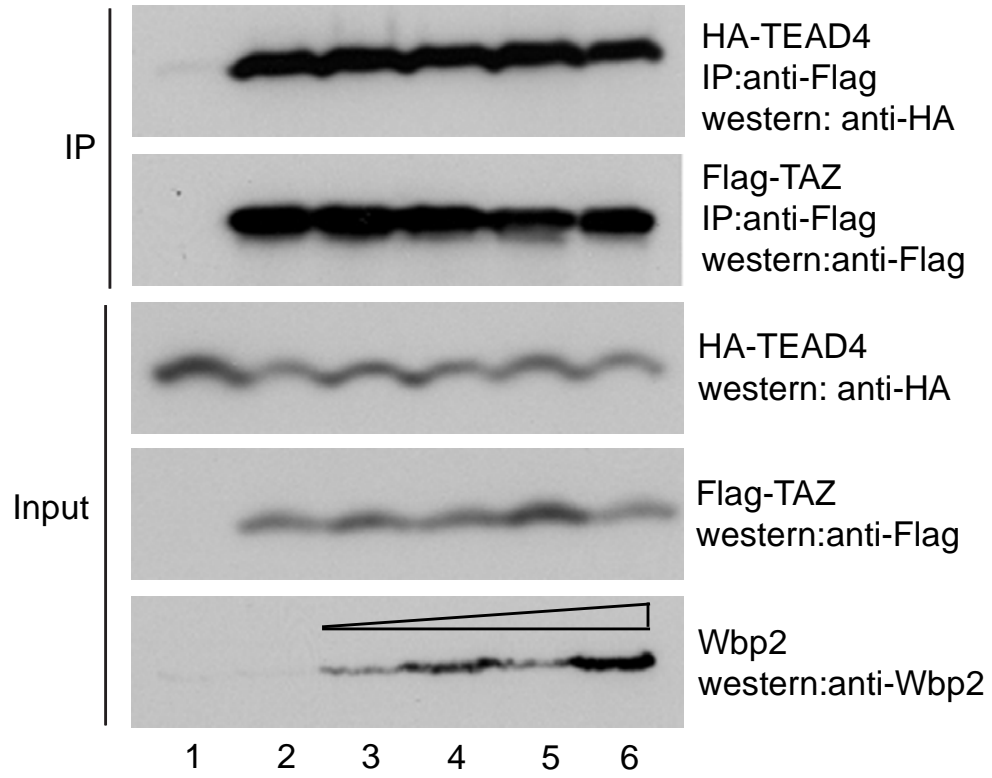 HA-TEAD4
IP:anti-Flag
western: anti-HA
IP
Flag-TAZ
IP:anti-Flag
western:anti-Flag
HA-TEAD4
western: anti-HA
Input
Flag-TAZ
western:anti-Flag
Wbp2
western:anti-Wbp2
1 2 3 4 5 6